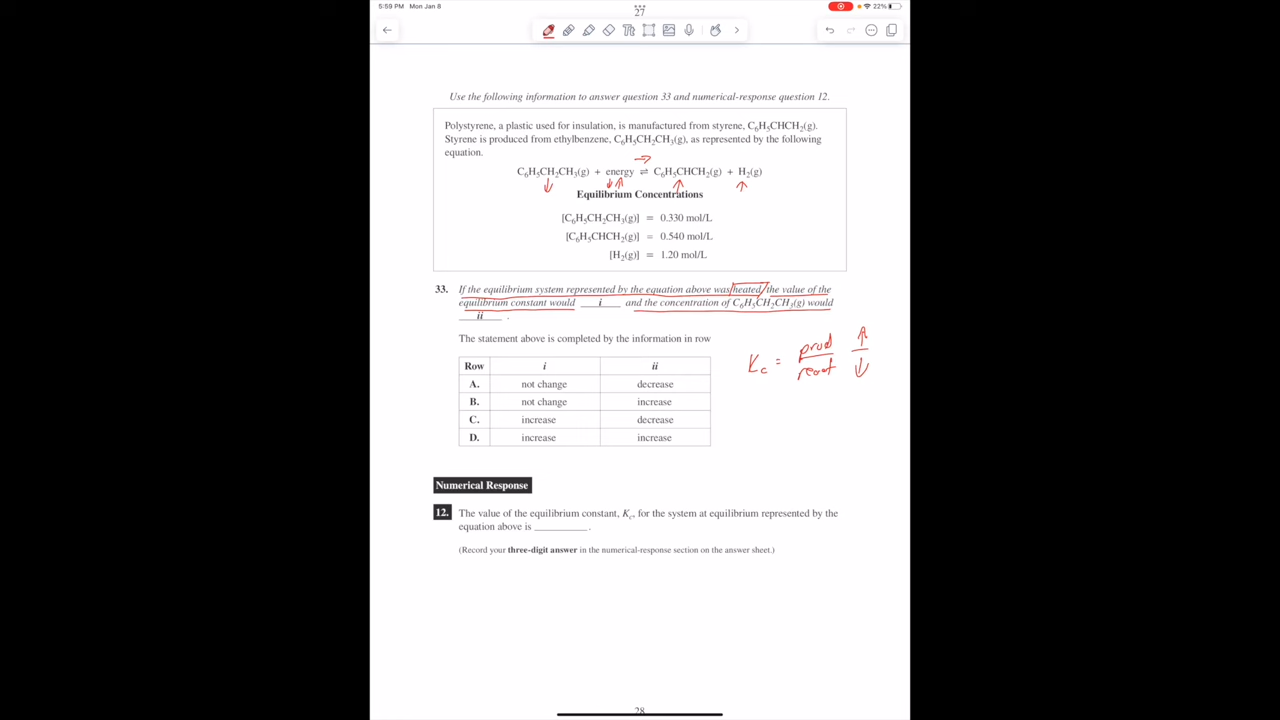 5:59 PM Mon Jan 8
22%
27
Use the following information to answer question 33 and numerical-response question 12.
Polystyrene, a plastic used for insulation, is manufactured from styrene, C₆H₅CHCH₂(g).
Styrene is produced from ethylbenzene, C₆H₅CH₂CH₃(g), as represented by the following
equation.
C₆H₅CH₂CH₃(g) + energy ⇌ C₆H₅CHCH₂(g) + H₂(g)
Equilibrium Concentrations
[C₆H₅CH₂CH₃(g)] = 0.330 mol/L
[C₆H₅CHCH₂(g)] = 0.540 mol/L
[H₂(g)] = 1.20 mol/L
33. If the equilibrium system represented by the equation above was heated, the value of the
equilibrium constant would ___i___ and the concentration of C₆H₅CH₂CH₃(g) would
___ii___ .
The statement above is completed by the information in row
Row i ii
A. not change decrease
B. not change increase
C. increase decrease
D. increase increase
Kc = prod ↑
react ↓
Numerical Response
12. The value of the equilibrium constant, Kc, for the system at equilibrium represented by the
equation above is __________ .
(Record your three-digit answer in the numerical-response section on the answer sheet.)
28